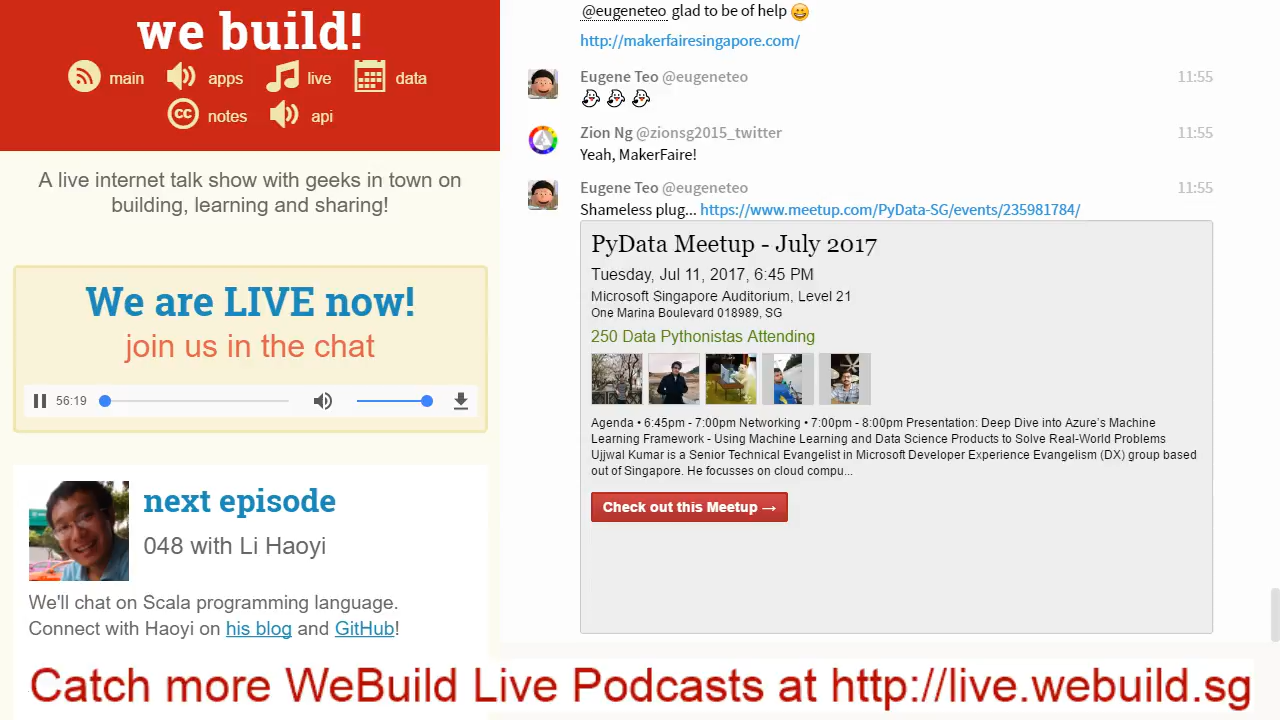 we build!
main apps live data
notes api
A live internet talk show with geeks in town on
building, learning and sharing!
We are LIVE now!
join us in the chat
56:19
next episode
048 with Li Haoyi
We'll chat on Scala programming language.
Connect with Haoyi on his blog and GitHub!
@eugeneteo glad to be of help 😄
http://makerfairesingapore.com/
Eugene Teo @eugeneteo 11:55
Zion Ng @zionsg2015_twitter 11:55
Yeah, MakerFaire!
Eugene Teo @eugeneteo 11:55
Shameless plug... https://www.meetup.com/PyData-SG/events/235981784/
PyData Meetup - July 2017
Tuesday, Jul 11, 2017, 6:45 PM
Microsoft Singapore Auditorium, Level 21
One Marina Boulevard 018989, SG
250 Data Pythonistas Attending
Agenda • 6:45pm - 7:00pm Networking • 7:00pm - 8:00pm Presentation: Deep Dive into Azure’s Machine
Learning Framework - Using Machine Learning and Data Science Products to Solve Real-World Problems
Ujjwal Kumar is a Senior Technical Evangelist in Microsoft Developer Experience Evangelism (DX) group based
out of Singapore. He focusses on cloud compu...
Check out this Meetup →
Catch more WeBuild Live Podcasts at http://live.webuild.sg